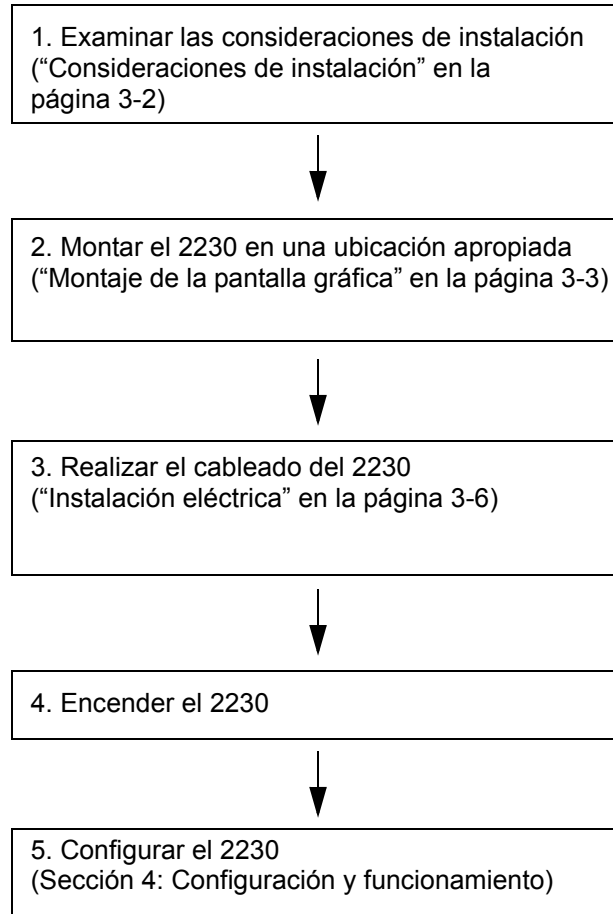 1. Examinar las consideraciones de instalación
(“Consideraciones de instalación” en la
página 3-2)
2. Montar el 2230 en una ubicación apropiada
(“Montaje de la pantalla gráfica” en la página 3-3)
3. Realizar el cableado del 2230
(“Instalación eléctrica” en la página 3-6)
4. Encender el 2230
5. Configurar el 2230
(Sección 4: Configuración y funcionamiento)